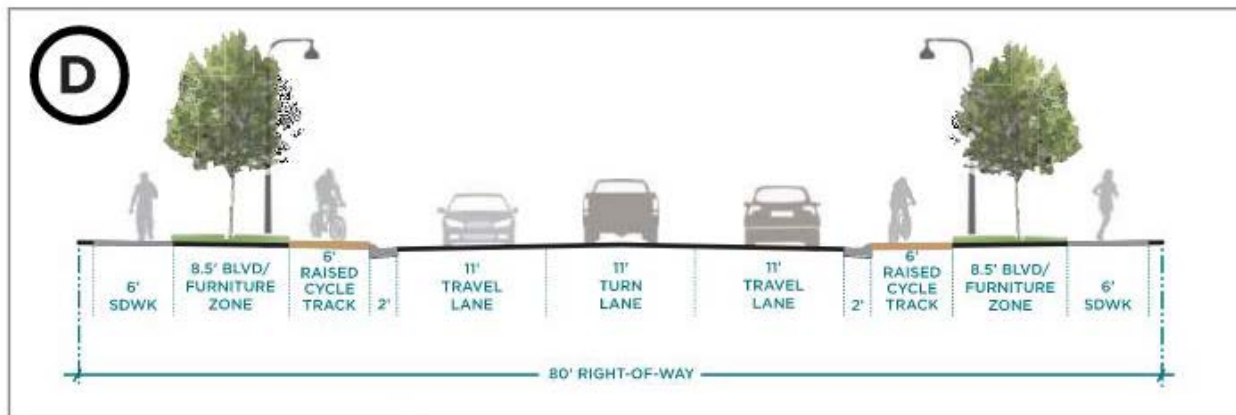 D
6'
SDWK
8.5' BLVD/
FURNITURE
ZONE
6'
RAISED
CYCLE
TRACK
2'
11'
TRAVEL
LANE
11'
TURN
LANE
11'
TRAVEL
LANE
2'
6'
RAISED
CYCLE
TRACK
8.5' BLVD/
FURNITURE
ZONE
6'
SDWK
80' RIGHT-OF-WAY